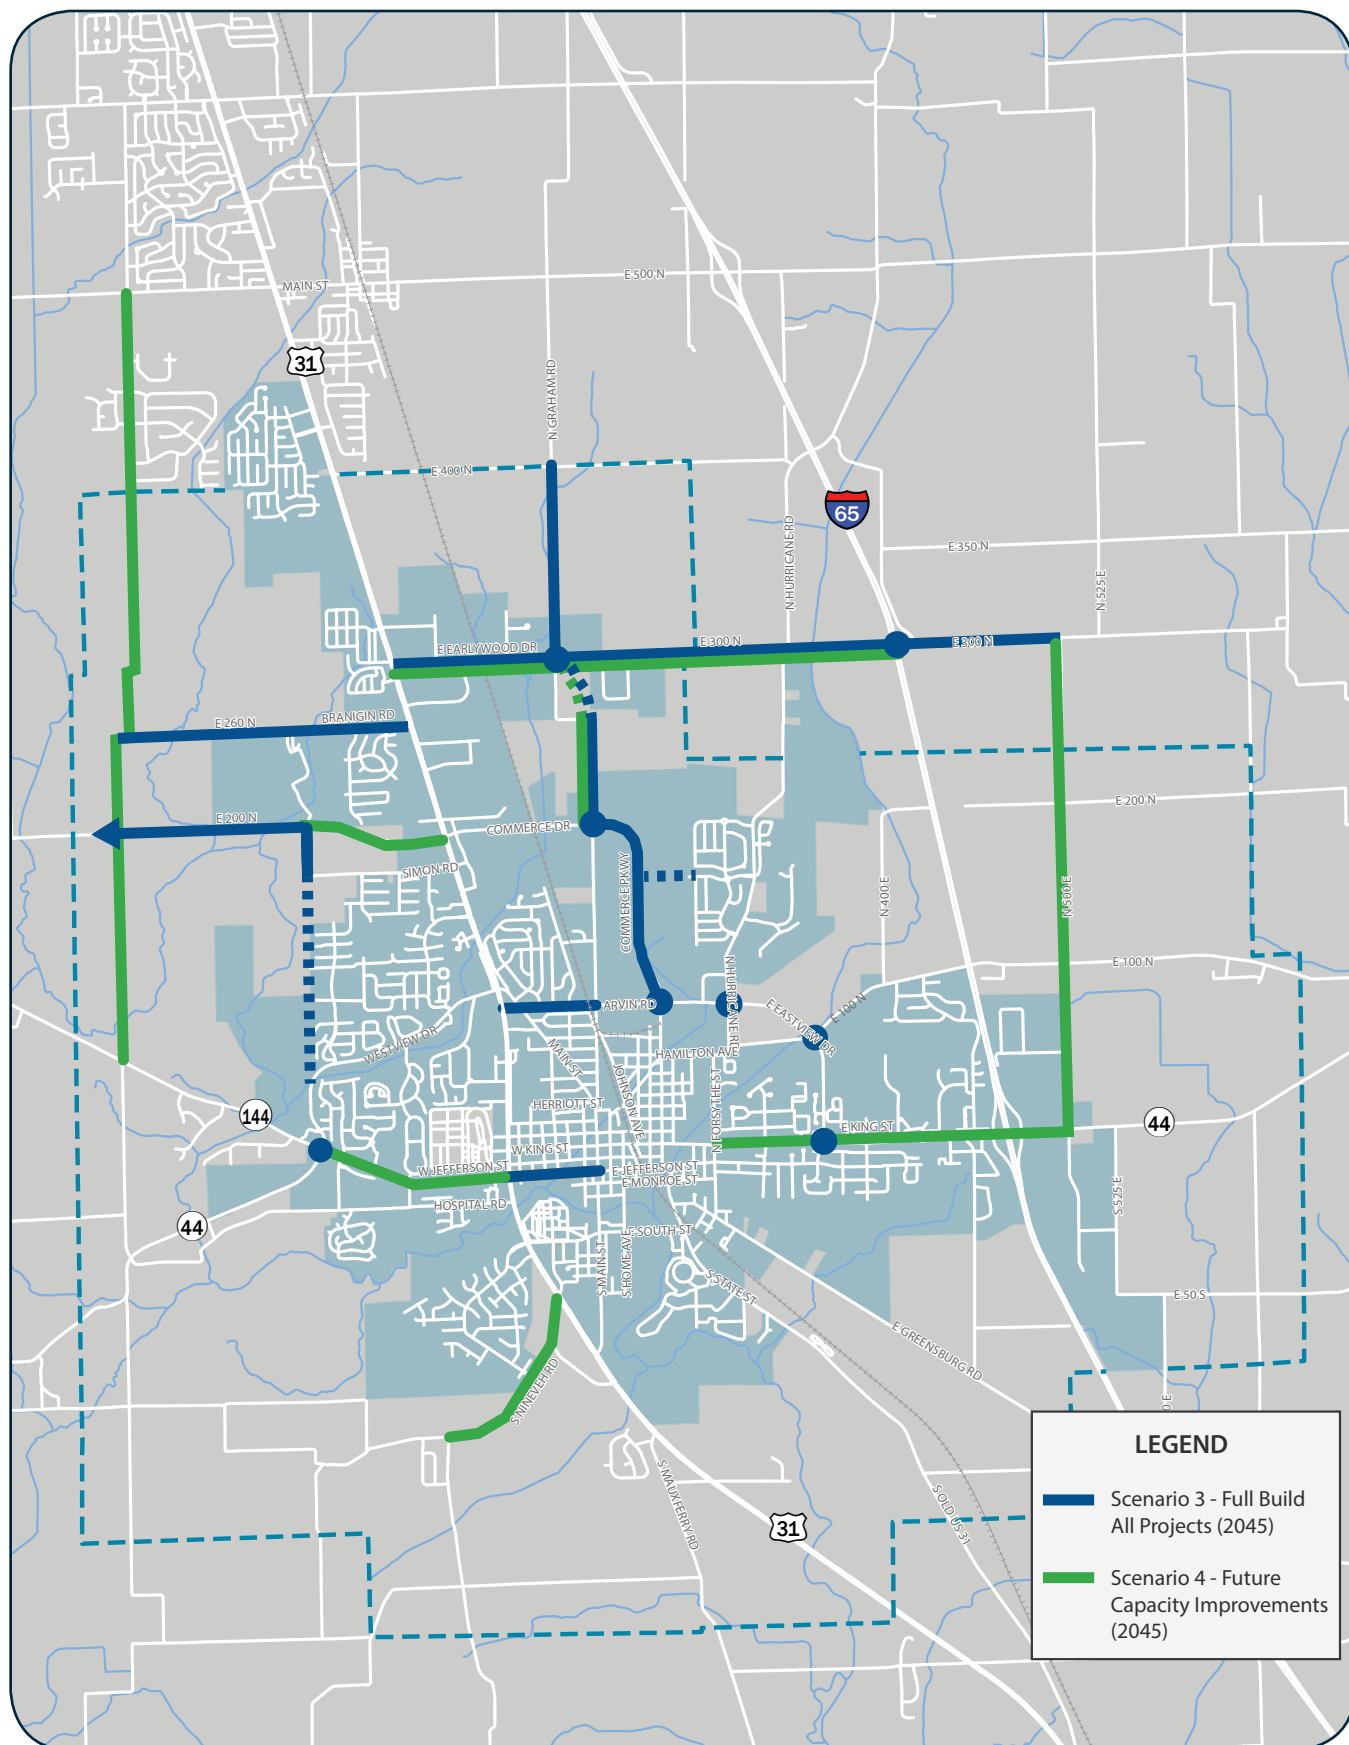 MAIN ST
E 500 N
31
N GRAHAM RD
E 400 N
65
N HURRICANE RD
E 350 N
N 525 E
E EARLYWOOD DR
E 300 N
E 300 N
BRANIGIN RD
E 260 N
E 200 N
E 200 N
COMMERCE DR
SIMON RD
COMMERCE PKWY
N 400 E
N 500 E
E 100 N
N HURRICANE RD
ARVIN RD
E EASTVIEW DR
E 100 N
WESTVIEW DR
MAIN ST
HAMILTON AVE
JOHNSON AVE
N FORSYTHE ST
HERRIOTT ST
144
44
E KING ST
W KING ST
W JEFFERSON ST
E JEFFERSON ST
E MONROE ST
HOSPITAL RD
S 525 E
44
E SOUTH ST
S MAIN ST
S HOME AVE
S STATE ST
E 50 S
E GREENSBURG RD
S NINEVEH RD
0 E
S MAUXFERRY RD
S OLD US 31
31
LEGEND
Scenario 3 - Full Build
All Projects (2045)
Scenario 4 - Future
Capacity Improvements
(2045)